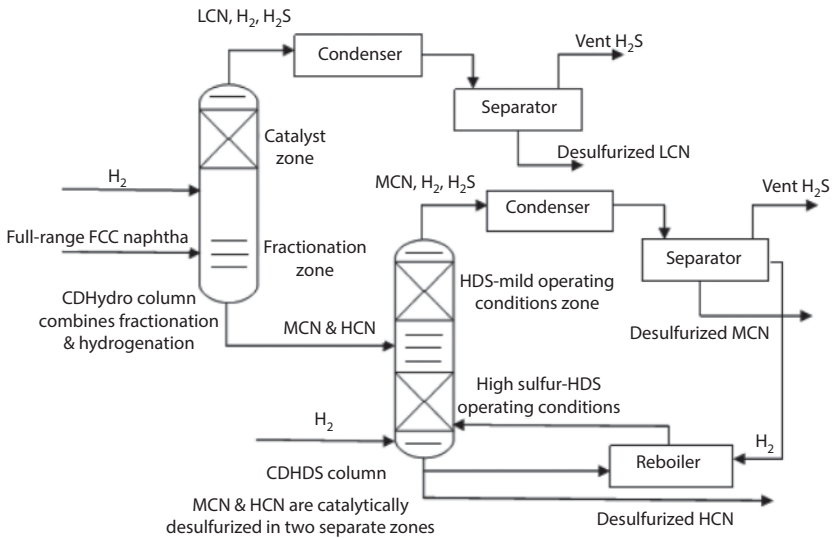 LCN, H2, H2S
Condenser
Vent H2S
Separator
Catalyst
zone
Desulfurized LCN
H2
MCN, H2, H2S
Vent H2S
Condenser
Full-range FCC naphtha
Fractionation
zone
Separator
HDS-mild operating
conditions zone
CDHydro column
combines fractionation
& hydrogenation
MCN & HCN
Desulfurized MCN
High sulfur-HDS
operating conditions
H2
H2
Reboiler
CDHDS column
MCN & HCN are catalytically
desulfurized in two separate zones
Desulfurized HCN